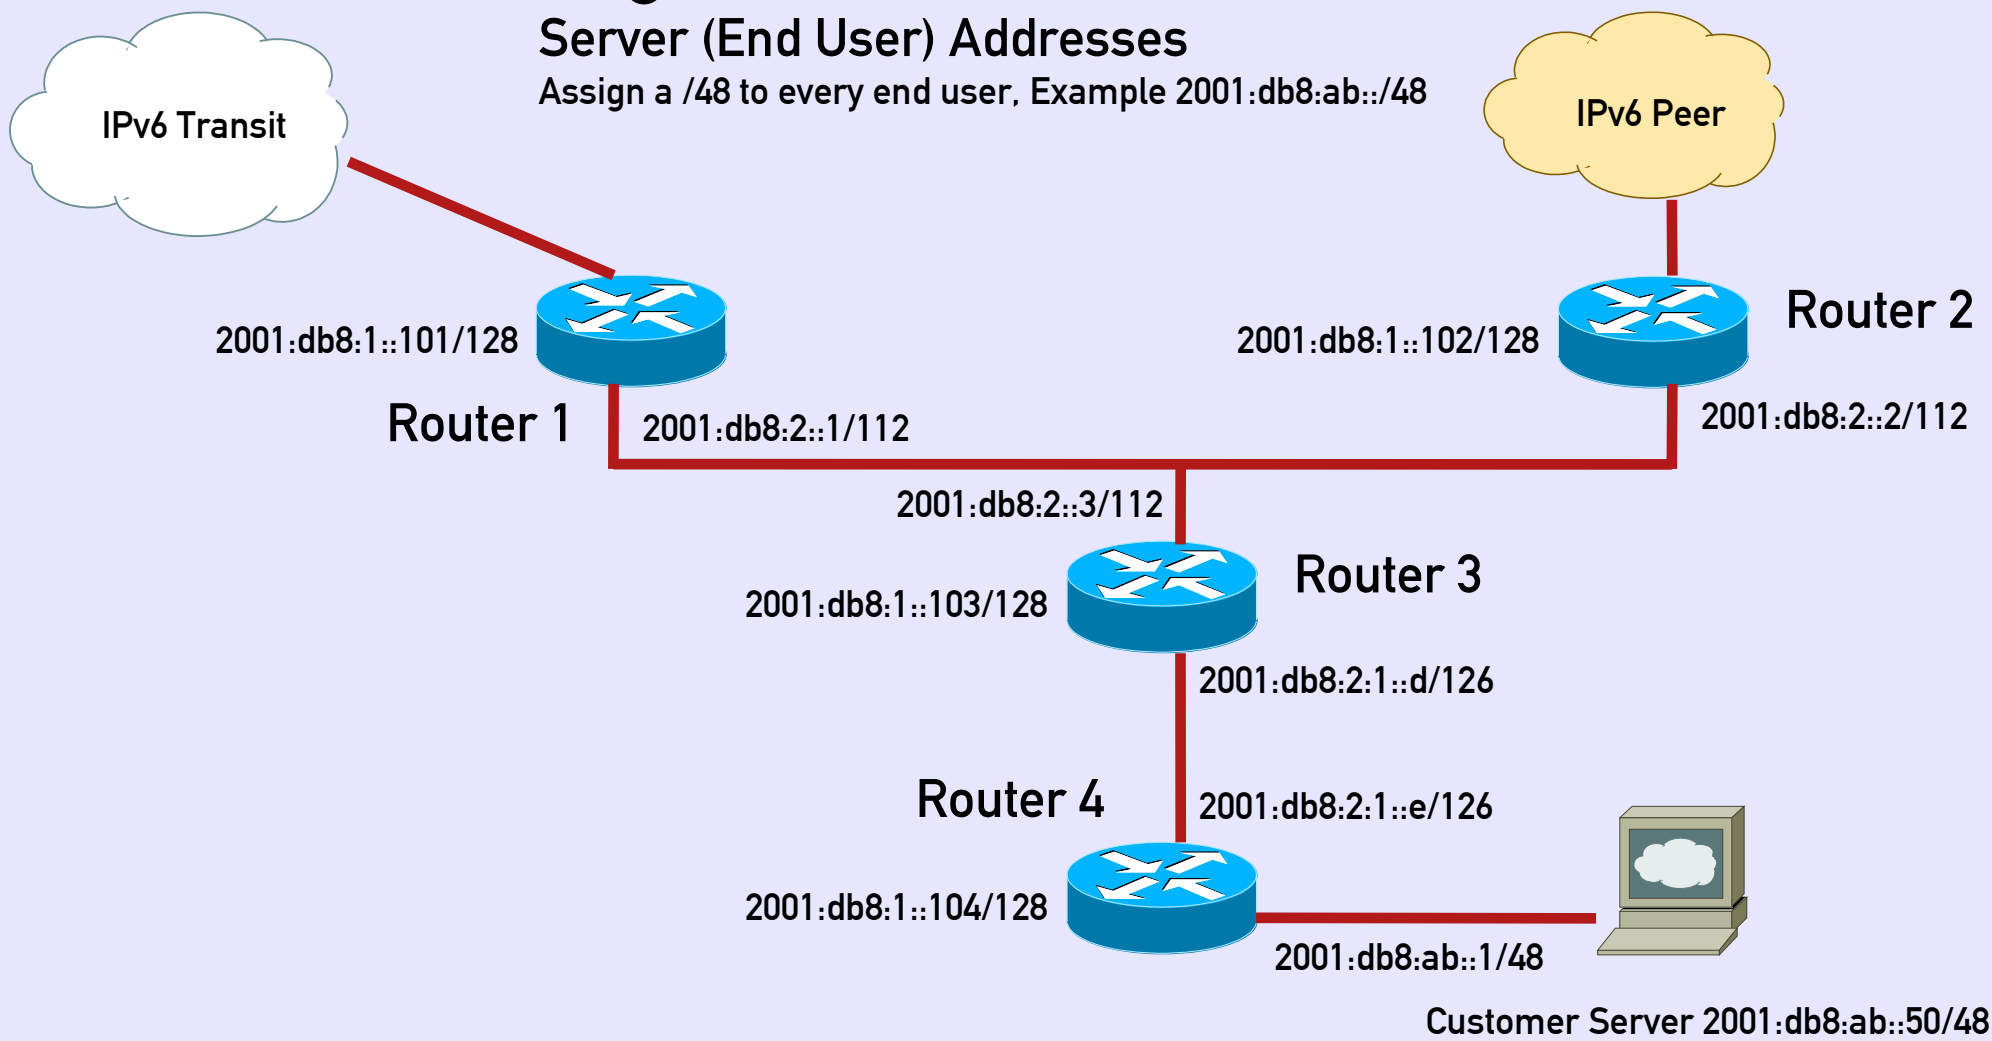 Server (End User) Addresses
Assign a /48 to every end user, Example 2001:db8:ab::/48
IPv6 Transit
IPv6 Peer
Router 2
2001:db8:1::101/128
2001:db8:1::102/128
Router 1
2001:db8:2::1/112
2001:db8:2::2/112
2001:db8:2::3/112
Router 3
2001:db8:1::103/128
2001:db8:2:1::d/126
Router 4
2001:db8:2:1::e/126
2001:db8:1::104/128
2001:db8:ab::1/48
Customer Server 2001:db8:ab::50/48